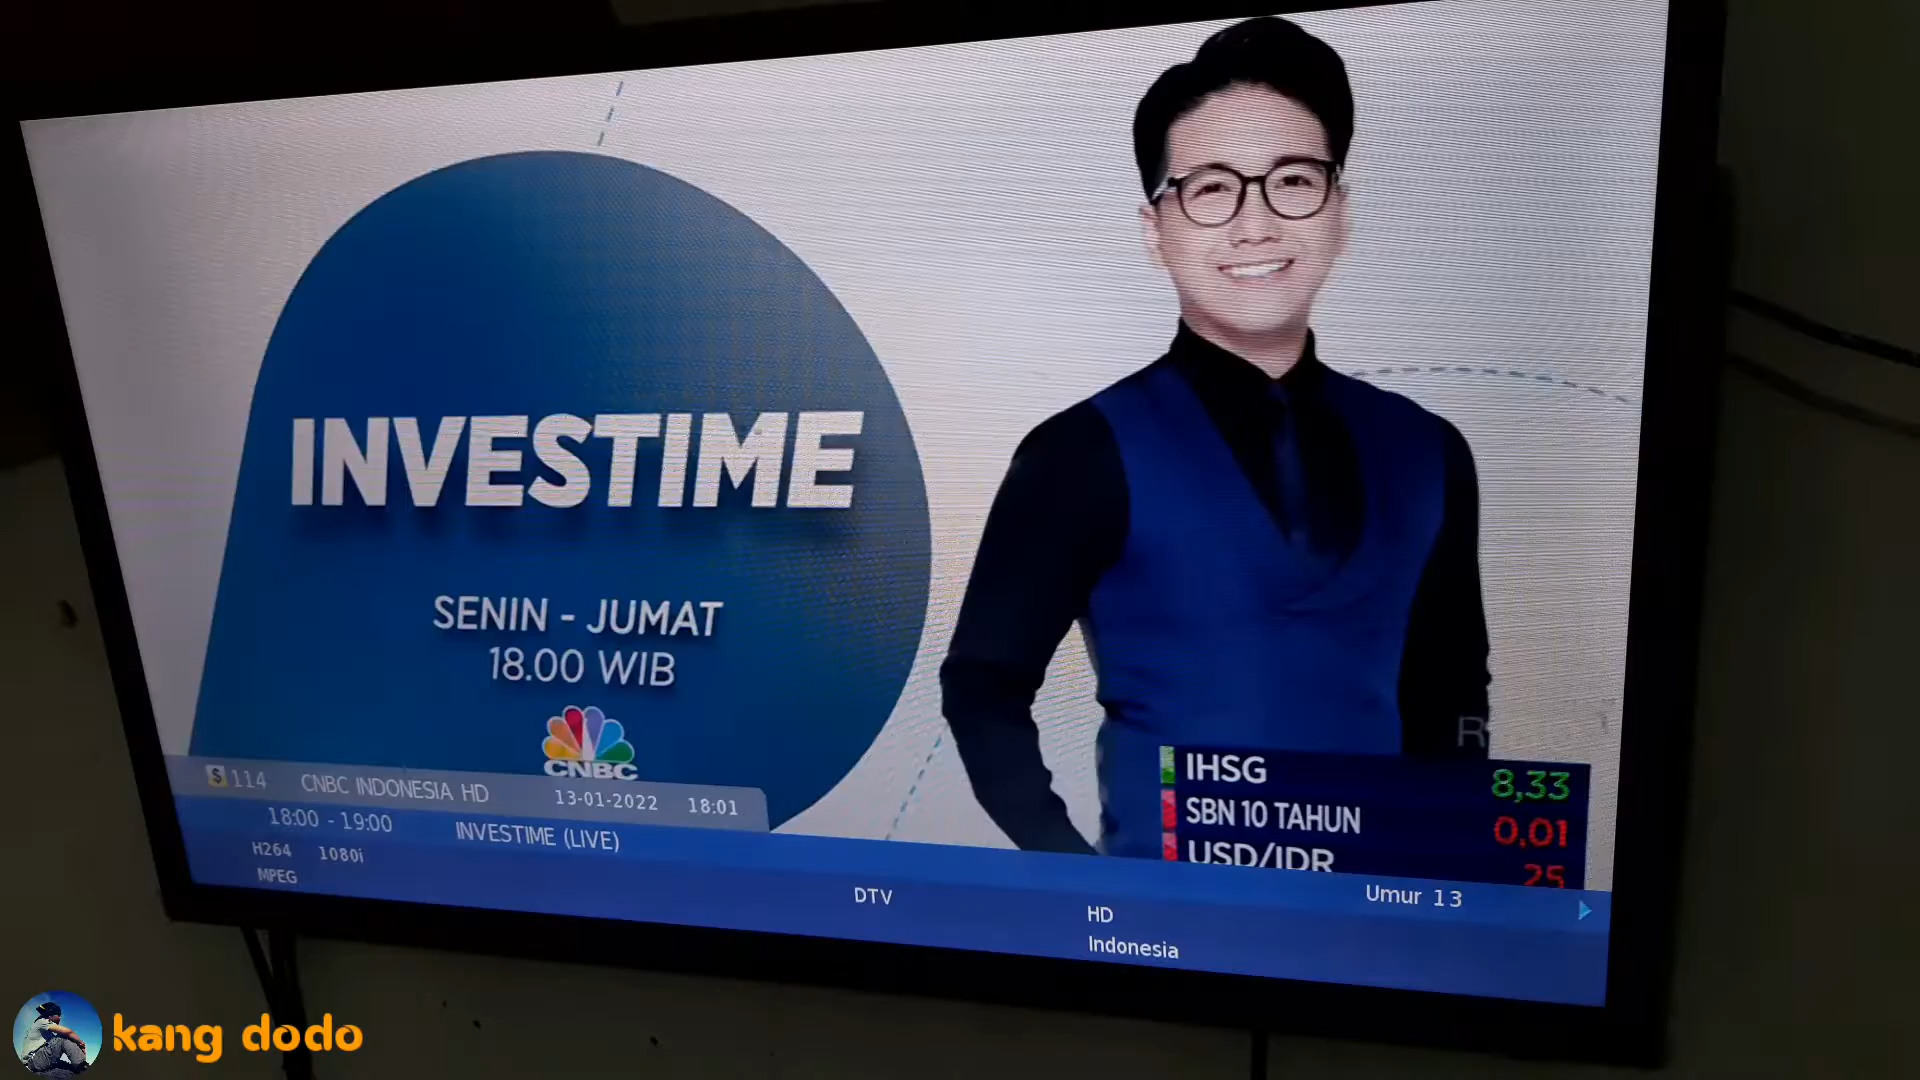 INVESTIME
SENIN - JUMAT
18.00 WIB
CNBC
IHSG 8,33
SBN 10 TAHUN 0,01
USD/IDR 25
$ 114 CNBC INDONESIA HD 13-01-2022 18:01
18:00 - 19:00 INVESTIME (LIVE)
H264 1080i
MPEG
DTV
HD
Indonesia
Umur 13
kang dodo